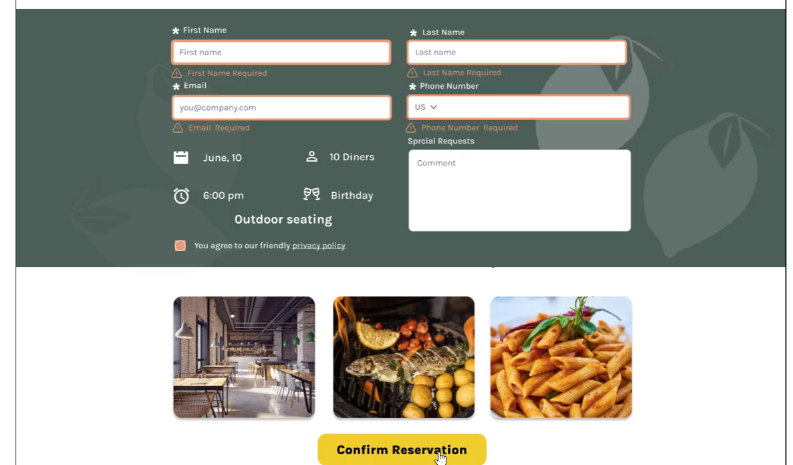 * First Name
* Last Name
First name
Last name
First Name Required
Last Name Required
* Email
* Phone Number
you@company.com
US
Email Required
Phone Number Required
Sprcial Requests
June, 10
10 Diners
Comment
6:00 pm
Birthday
Outdoor seating
You agree to our friendly privacy policy
Confirm Reservation